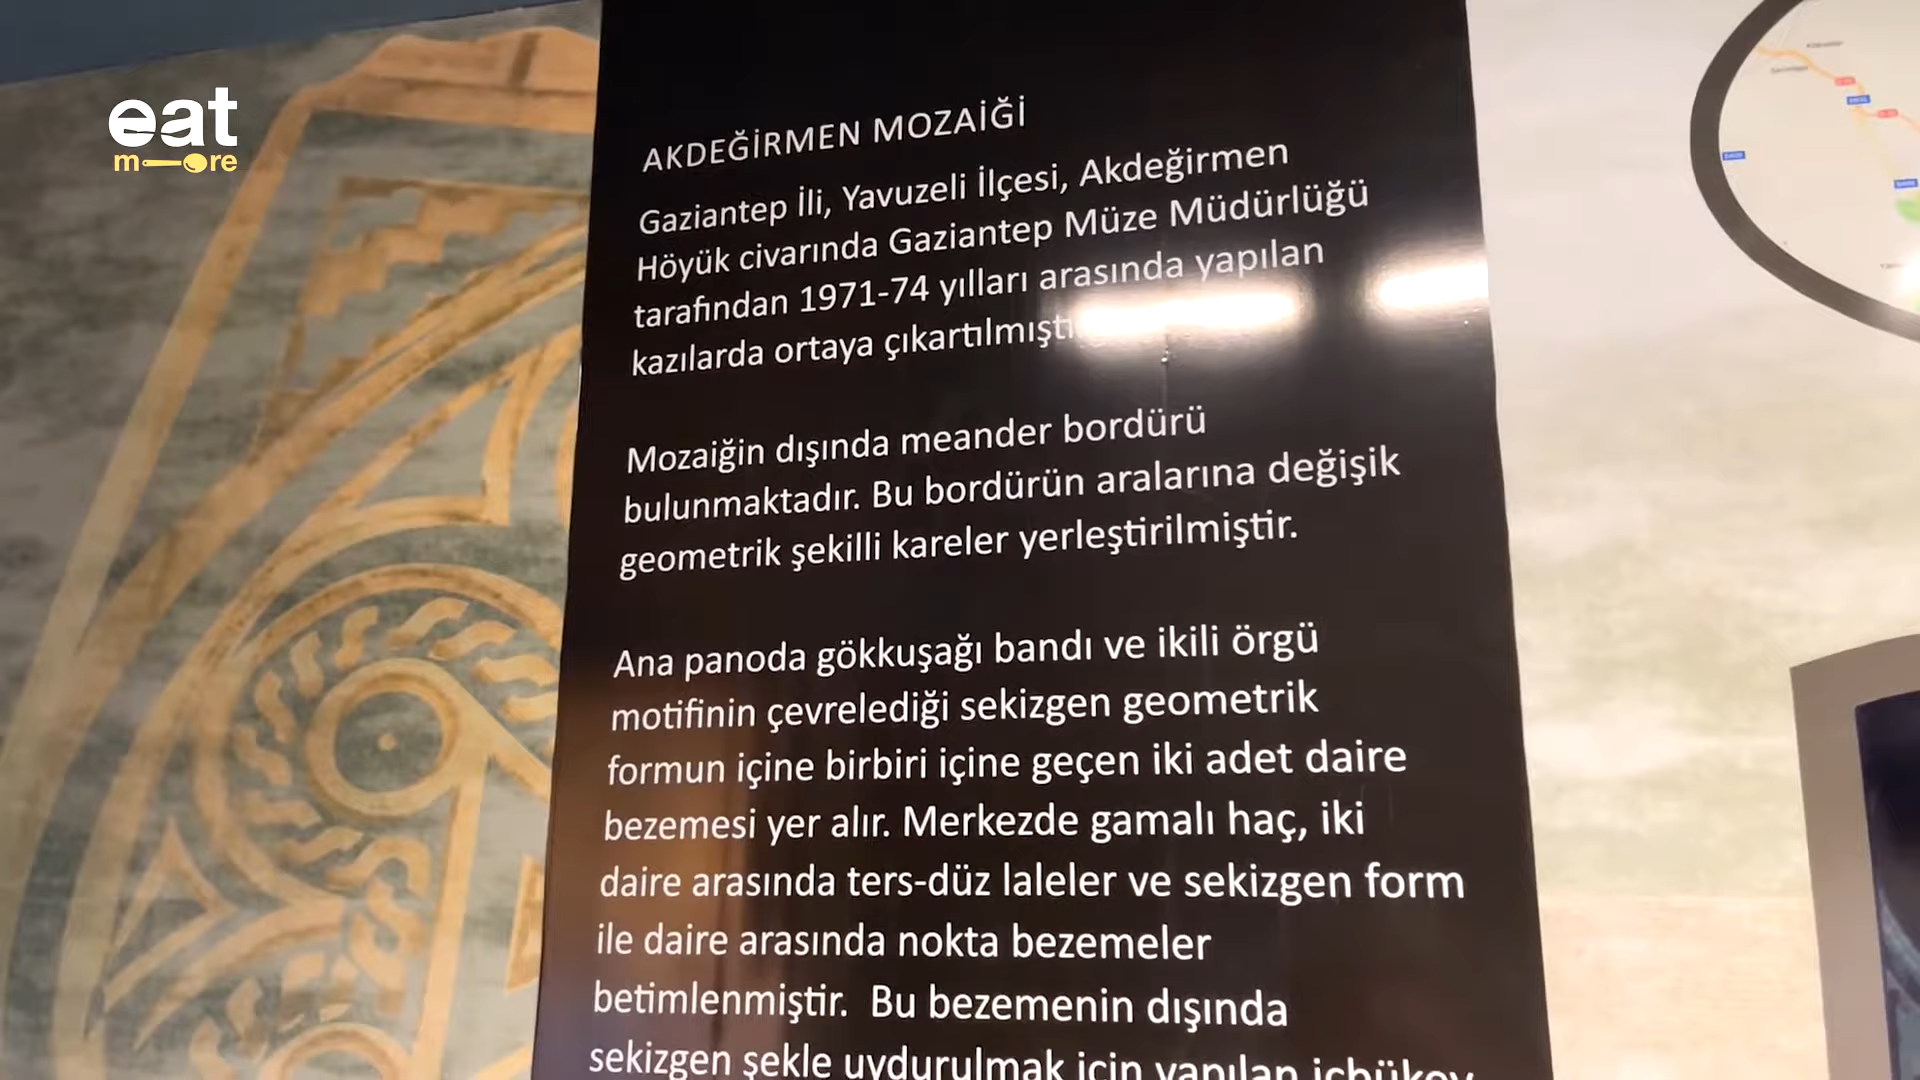 eat
more
AKDEĞİRMEN MOZAİĞİ
Gaziantep İli, Yavuzeli İlçesi, Akdeğirmen
Höyük civarında Gaziantep Müze Müdürlüğü
tarafından 1971-74 yılları arasında yapılan
kazılarda ortaya çıkartılmıştı
Mozaiğin dışında meander bordürü
bulunmaktadır. Bu bordürün aralarına değişik
geometrik şekilli kareler yerleştirilmiştir.
Ana panoda gökkuşağı bandı ve ikili örgü
motifinin çevrelediği sekizgen geometrik
formun içine birbiri içine geçen iki adet daire
bezemesi yer alır. Merkezde gamalı haç, iki
daire arasında ters-düz laleler ve sekizgen form
ile daire arasında nokta bezemeler
betimlenmiştir. Bu bezemenin dışında
sekizgen şekle uydurulmak için yapılan içbükey